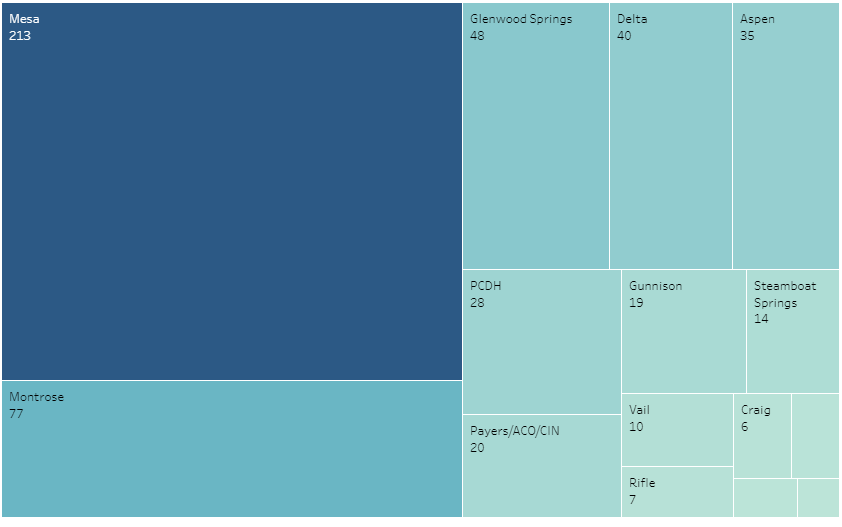 Mesa
213
Glenwood Springs
48
Delta
40
Aspen
35
PCDH
28
Gunnison
19
Steamboat
Springs
14
Montrose
77
Vail
10
Craig
6
Payers/ACO/CIN
20
Rifle
7